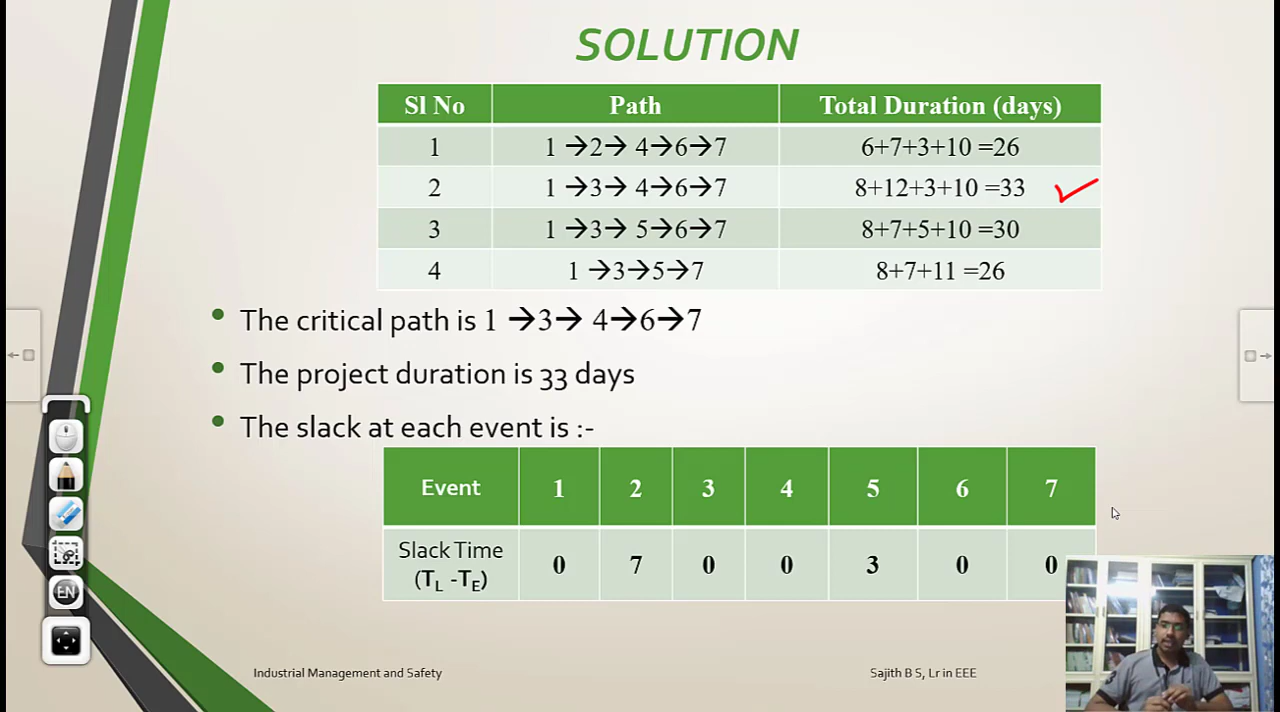 SOLUTION
Sl No Path Total Duration (days)
1 1 →2→ 4→6→7 6+7+3+10 =26
2 1 →3→ 4→6→7 8+12+3+10 =33
3 1 →3→ 5→6→7 8+7+5+10 =30
4 1 →3→5→7 8+7+11 =26
• The critical path is 1 →3→ 4→6→7
• The project duration is 33 days
• The slack at each event is :-
Event 1 2 3 4 5 6 7
Slack Time
(TL -TE) 0 7 0 0 3 0 0
EN
Industrial Management and Safety
Sajith B S, Lr in EEE